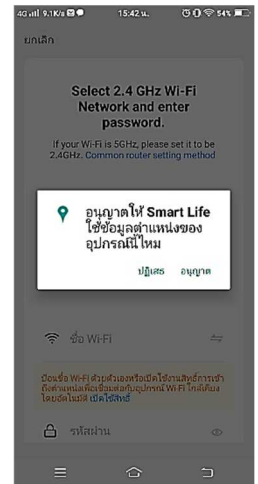 4G 9.1K/s 15:42 น. 54%
ยกเลิก
Select 2.4 GHz Wi-Fi
Network and enter
password.
If your Wi-Fi is 5GHz, please set it to be
2.4GHz. Common router setting method
อนุญาตให้ Smart Life
ใช้ข้อมูลตำแหน่งของ
อุปกรณ์นี้ไหม
ปฏิเสธ อนุญาต
ชื่อ Wi-Fi
ป้อนชื่อ Wi-Fi ด้วยตัวเองหรือเปิดใช้งานสิทธิ์การเข้า
ถึงตำแหน่งเพื่อเชื่อมต่อกับอุปกรณ์ Wi-Fi ใกล้เคียง
โดยอัตโนมัติ เปิดใช้สิทธิ์
รหัสผ่าน